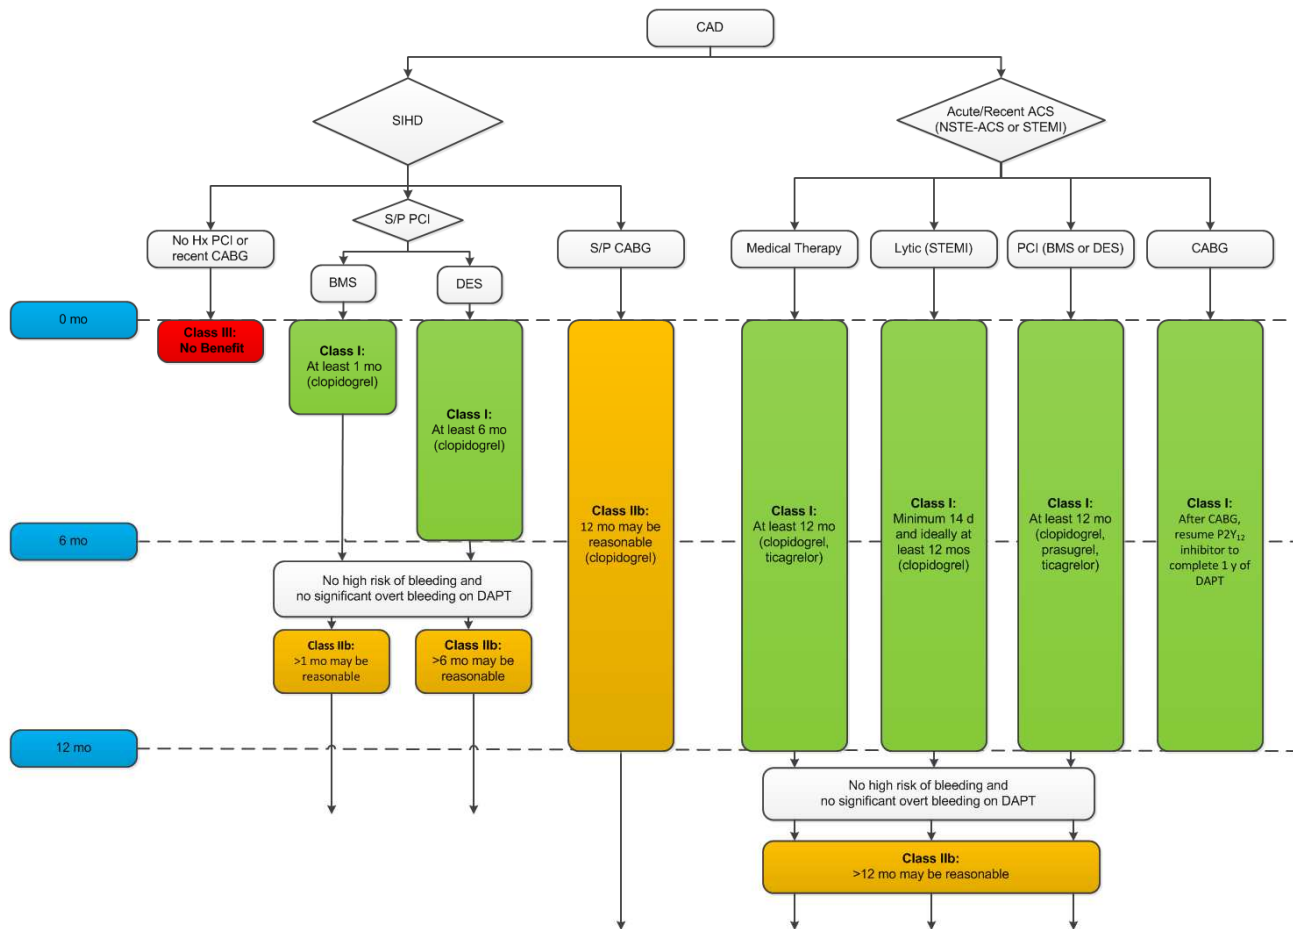 CAD
SIHD
Acute/Recent ACS
(NSTE-ACS or STEMI)
S/P PCI
No Hx PCI or
recent CABG
S/P CABG
Medical Therapy
Lytic (STEMI)
PCI (BMS or DES)
CABG
BMS
DES
0 mo
Class III:
No Benefit
Class I:
At least 1 mo
(clopidogrel)
Class I:
At least 6 mo
(clopidogrel)
Class IIb:
12 mo may be
reasonable
(clopidogrel)
Class I:
At least 12 mo
(clopidogrel,
ticagrelor)
Class I:
Minimum 14 d
and ideally at
least 12 mos
(clopidogrel)
Class I:
At least 12 mo
(clopidogrel,
prasugrel,
ticagrelor)
Class I:
After CABG,
resume P2Y₁₂
inhibitor to
complete 1 y of
DAPT
6 mo
No high risk of bleeding and
no significant overt bleeding on DAPT
Class IIb:
>1 mo may be
reasonable
Class IIb:
>6 mo may be
reasonable
12 mo
No high risk of bleeding and
no significant overt bleeding on DAPT
Class IIb:
>12 mo may be reasonable